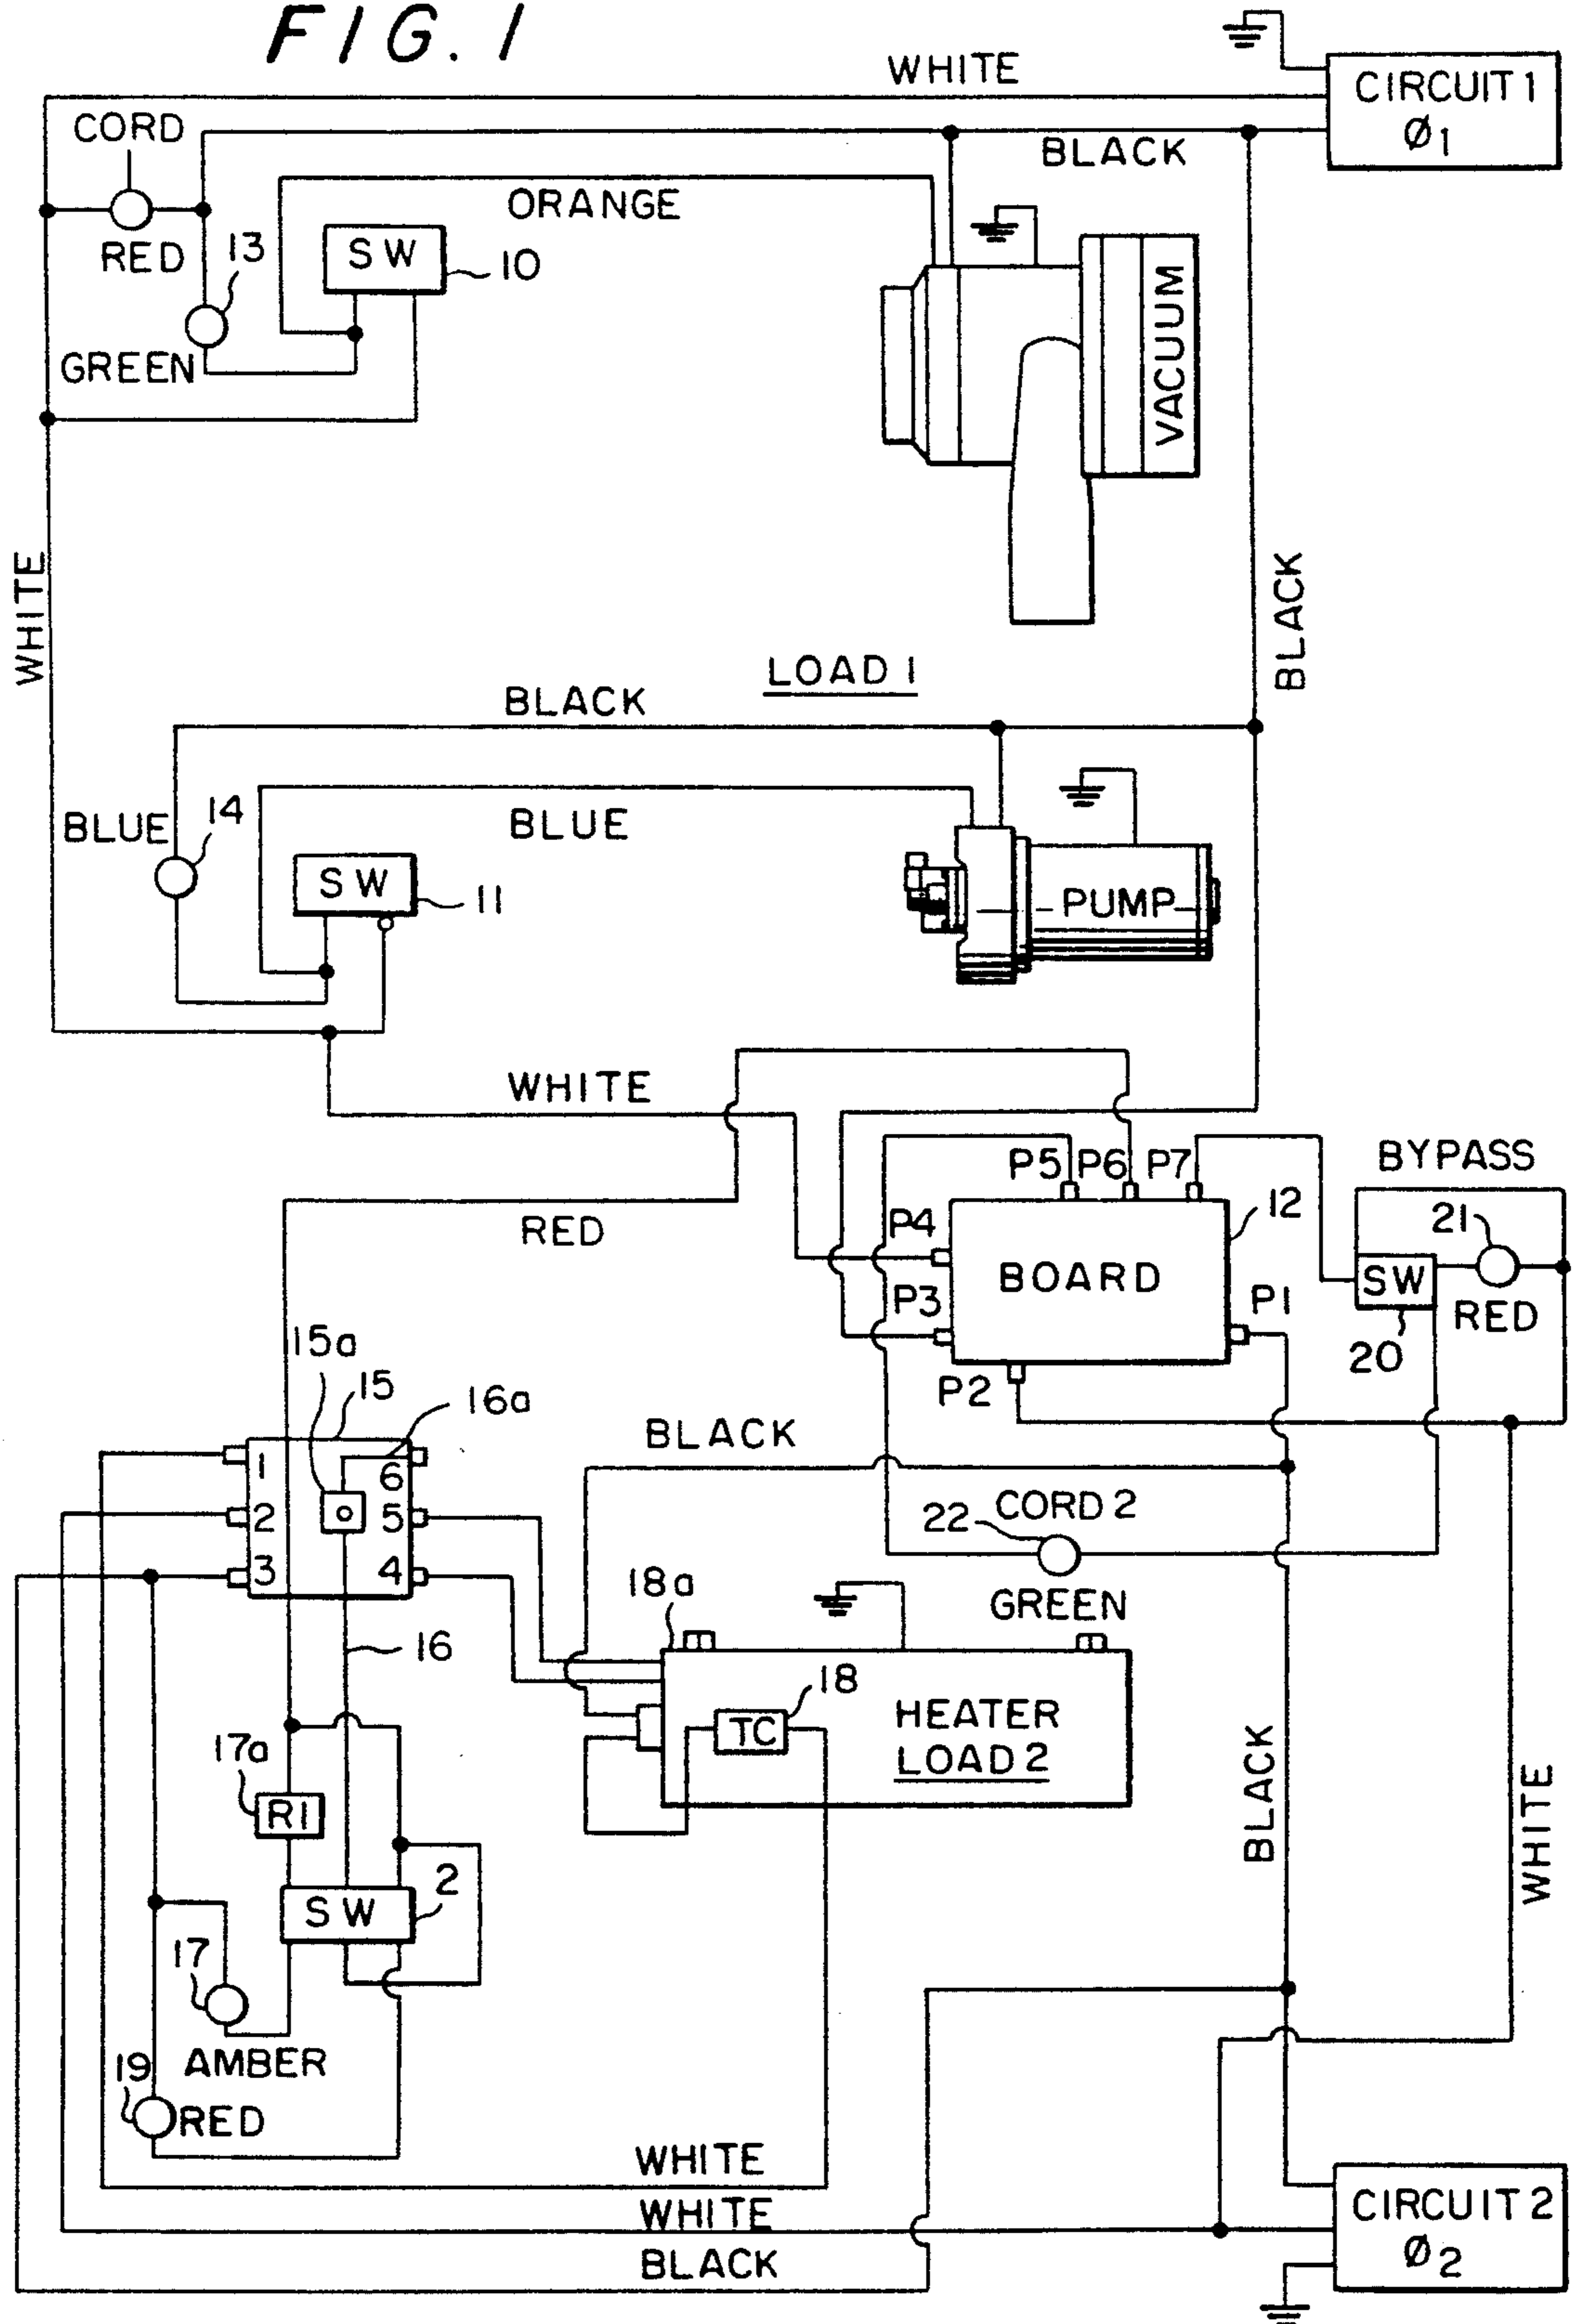 FIG. 1
WHITE
CIRCUIT 1
Ø1
CORD
BLACK
ORANGE
RED
13
SW
10
GREEN
VACUUM
WHITE
BLACK
LOAD 1
BLACK
BLUE
14
BLUE
SW
11
PUMP
WHITE
P5
P6
P7
BYPASS
RED
P4
12
21
BOARD
SW
P3
P1
RED
20
15a
15
16a
P2
BLACK
1
6
2
5
22
CORD 2
3
4
18a
GREEN
16
18
TC
HEATER
LOAD 2
17a
R1
BLACK
WHITE
2
SW
17
AMBER
19
RED
WHITE
WHITE
CIRCUIT 2
Ø2
BLACK